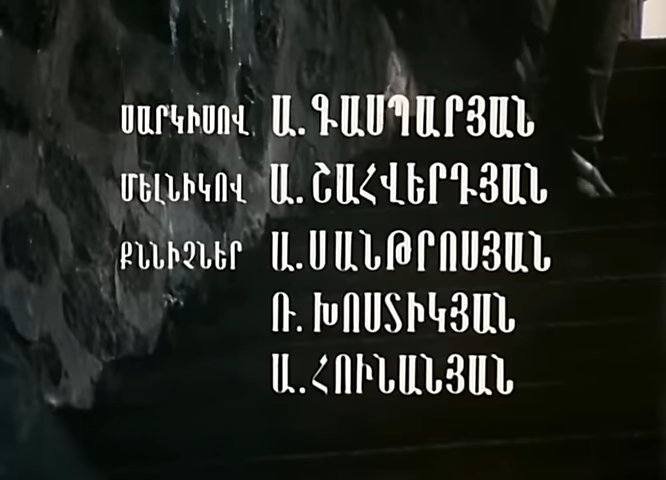 ՍԱՐԿԻՍՈՎ Ա. ԳԱՍՊԱՐՅԱՆ
ՄԵԼՆԻԿՈՎ Ա. ՇԱՀՎԵՐԴՅԱՆ
ՔՆՆԻՉՆԵՐ Ա. ՍԱՆԹՐՈՍՅԱՆ
Ռ. ԽՈՍՏԻԿՅԱՆ
Ա. ՀՈՒՆԱՆՅԱՆ